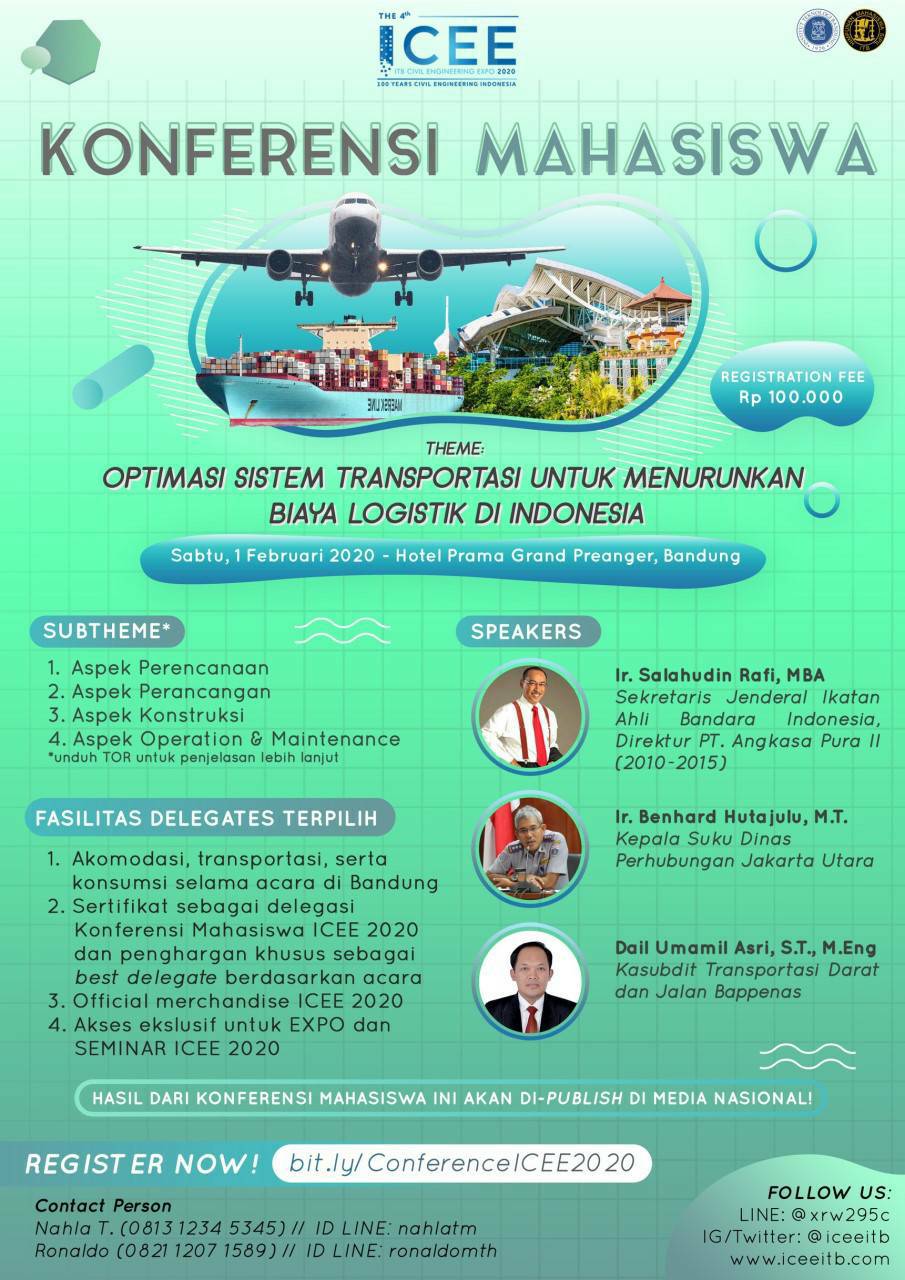 THE 4th
ICEE
ITB CIVIL ENGINEERING EXPO 2020
100 YEARS CIVIL ENGINEERING INDONESIA
KONFERENSI MAHASISWA
MAERSK LINE
REGISTRATION FEE
Rp 100.000
THEME:
OPTIMASI SISTEM TRANSPORTASI UNTUK MENURUNKAN
BIAYA LOGISTIK DI INDONESIA
Sabtu, 1 Februari 2020 - Hotel Prama Grand Preanger, Bandung
SUBTHEME*
1. Aspek Perencanaan
2. Aspek Perancangan
3. Aspek Konstruksi
4. Aspek Operation & Maintenance
*unduh TOR untuk penjelasan lebih lanjut
FASILITAS DELEGATES TERPILIH
1. Akomodasi, transportasi, serta
konsumsi selama acara di Bandung
2. Sertifikat sebagai delegasi
Konferensi Mahasiswa ICEE 2020
dan penghargan khusus sebagai
best delegate berdasarkan acara
3. Official merchandise ICEE 2020
4. Akses ekslusif untuk EXPO dan
SEMINAR ICEE 2020
SPEAKERS
Ir. Salahudin Rafi, MBA
Sekretaris Jenderal Ikatan
Ahli Bandara Indonesia,
Direktur PT. Angkasa Pura II
(2010-2015)
Ir. Benhard Hutajulu, M.T.
Kepala Suku Dinas
Perhubungan Jakarta Utara
Dail Umamil Asri, S.T., M.Eng
Kasubdit Transportasi Darat
dan Jalan Bappenas
HASIL DARI KONFERENSI MAHASISWA INI AKAN DI-PUBLISH DI MEDIA NASIONAL!
REGISTER NOW!
bit.ly/ConferenceICEE2020
Contact Person
Nahla T. (0813 1234 5345) // ID LINE: nahlatm
Ronaldo (0821 1207 1589) // ID LINE: ronaldomth
FOLLOW US:
LINE: @xrw295c
IG/Twitter: @iceeitb
www.iceeitb.com